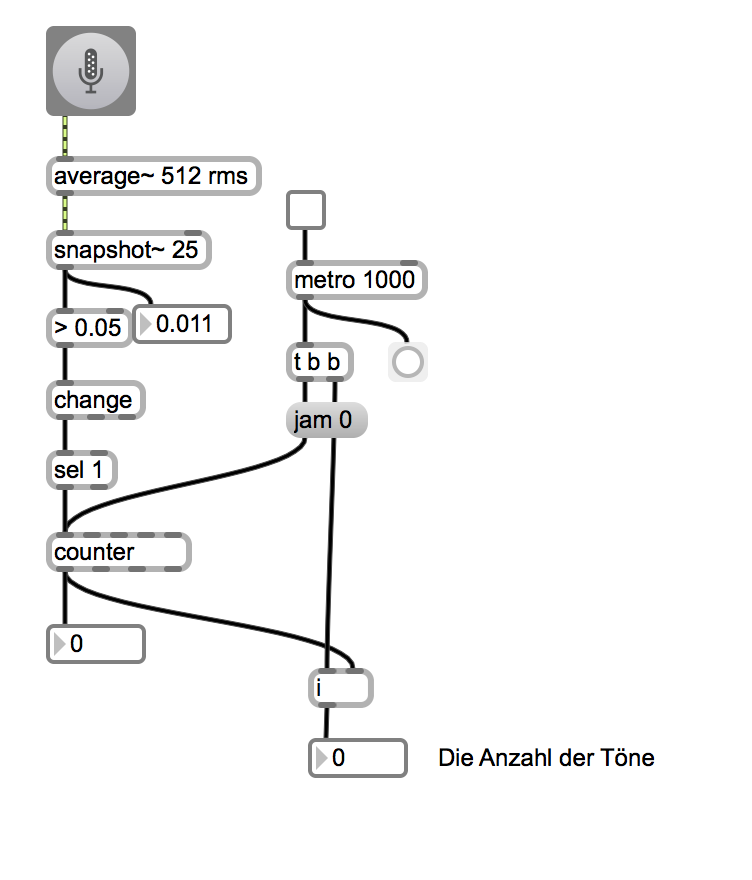 average~ 512 rms
snapshot~ 25
metro 1000
> 0.05
0.011
t b b
change
jam 0
sel 1
counter
0
i
0
Die Anzahl der Töne